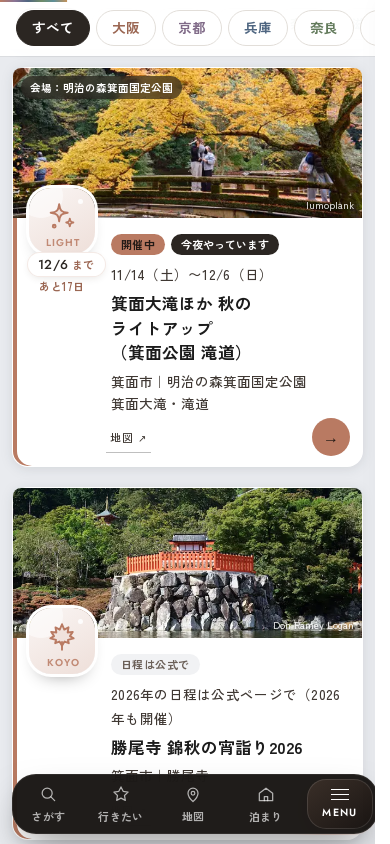 すべて
大阪
京都
兵庫
奈良
会場：明治の森箕面国定公園
lumoplank
LIGHT
12/6 まで
あと17日
開催中
今夜やっています
11/14（土）〜12/6（日）
箕面大滝ほか 秋の
ライトアップ
（箕面公園 滝道）
箕面市｜明治の森箕面国定公園
箕面大滝・滝道
地図 ↗
→
Don Ramey Logan
KOYO
日程は公式で
2026年の日程は公式ページで（2026
年も開催）
勝尾寺 錦秋の宵詣り2026
箕面市｜勝尾寺
さがす
行きたい
地図
泊まり
MENU